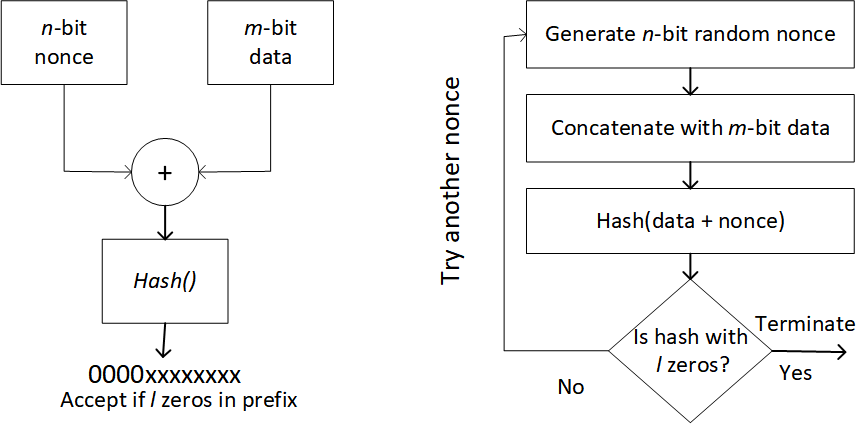 n-bit
nonce
m-bit
data
+
Hash()
0000xxxxxxxx
Accept if l zeros in prefix
Try another nonce
Generate n-bit random nonce
Concatenate with m-bit data
Hash(data + nonce)
Is hash with
l zeros?
Terminate
Yes
No